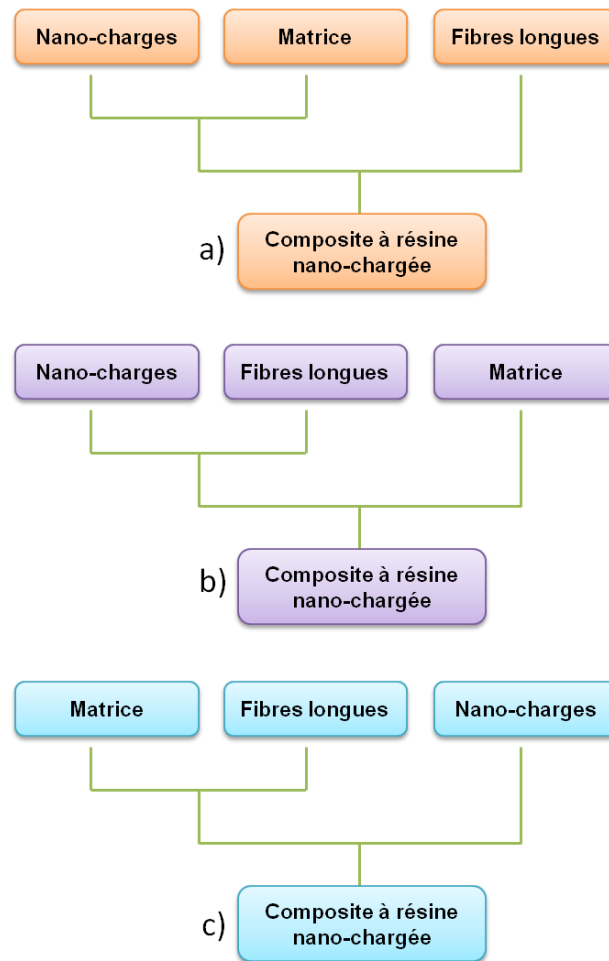 Nano-charges
Matrice
Fibres longues
a)
Composite à résine
nano-chargée
Nano-charges
Fibres longues
Matrice
b)
Composite à résine
nano-chargée
Matrice
Fibres longues
Nano-charges
c)
Composite à résine
nano-chargée